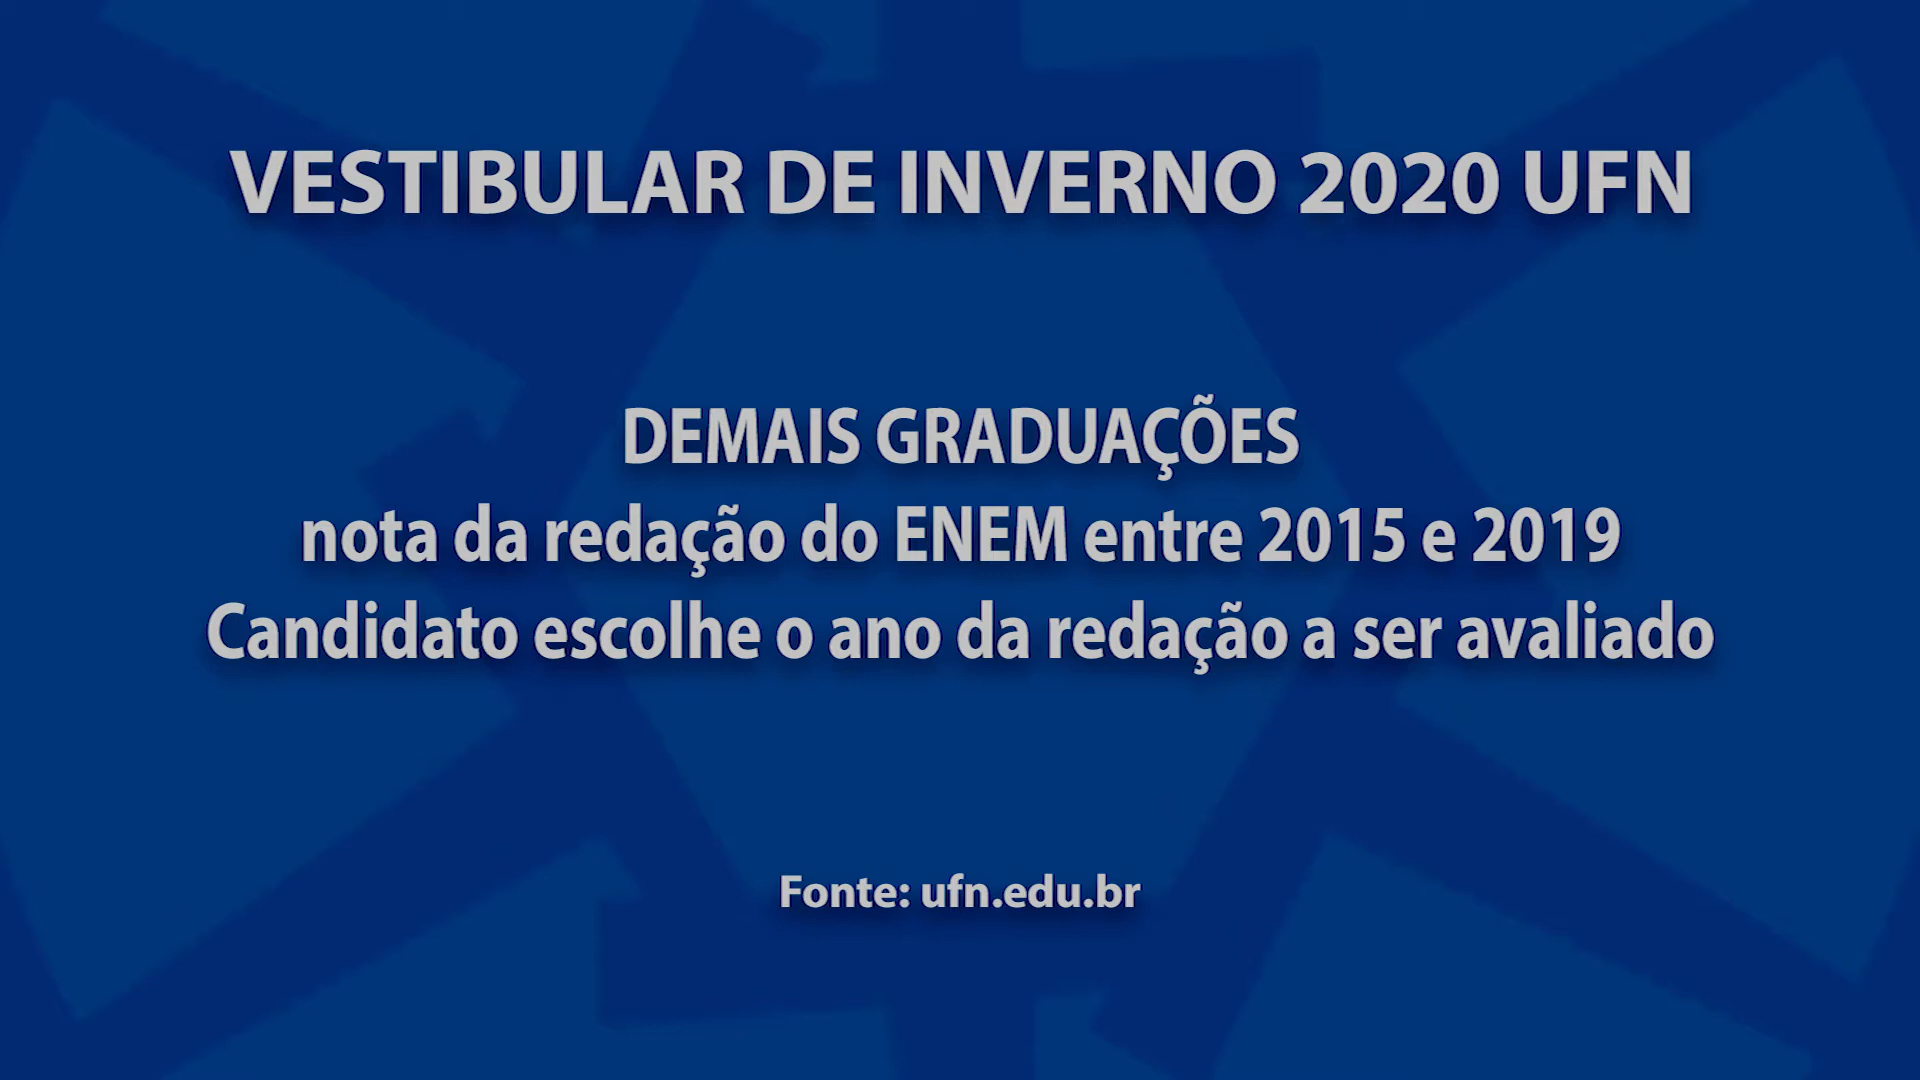 VESTIBULAR DE INVERNO 2020 UFN
DEMAIS GRADUAÇÕES
nota da redação do ENEM entre 2015 e 2019
Candidato escolhe o ano da redação a ser avaliado
Fonte: ufn.edu.br